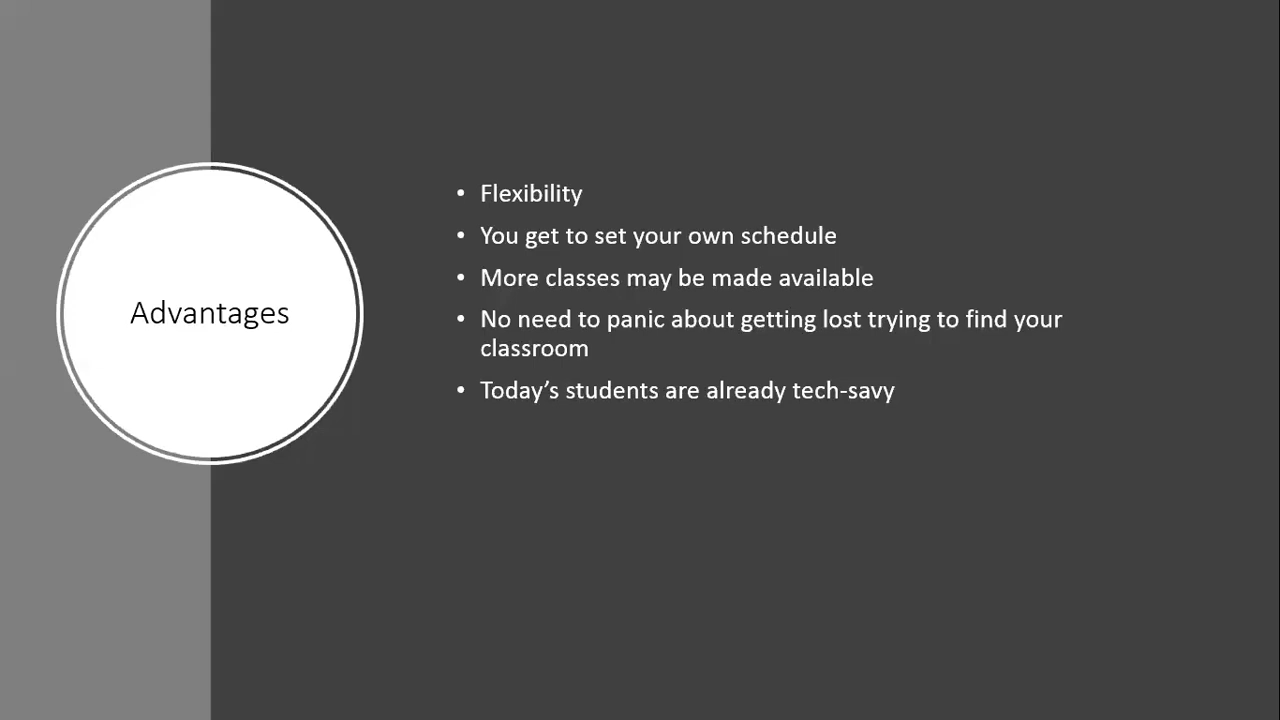 Advantages
• Flexibility
• You get to set your own schedule
• More classes may be made available
• No need to panic about getting lost trying to find your
classroom
• Today’s students are already tech-savy